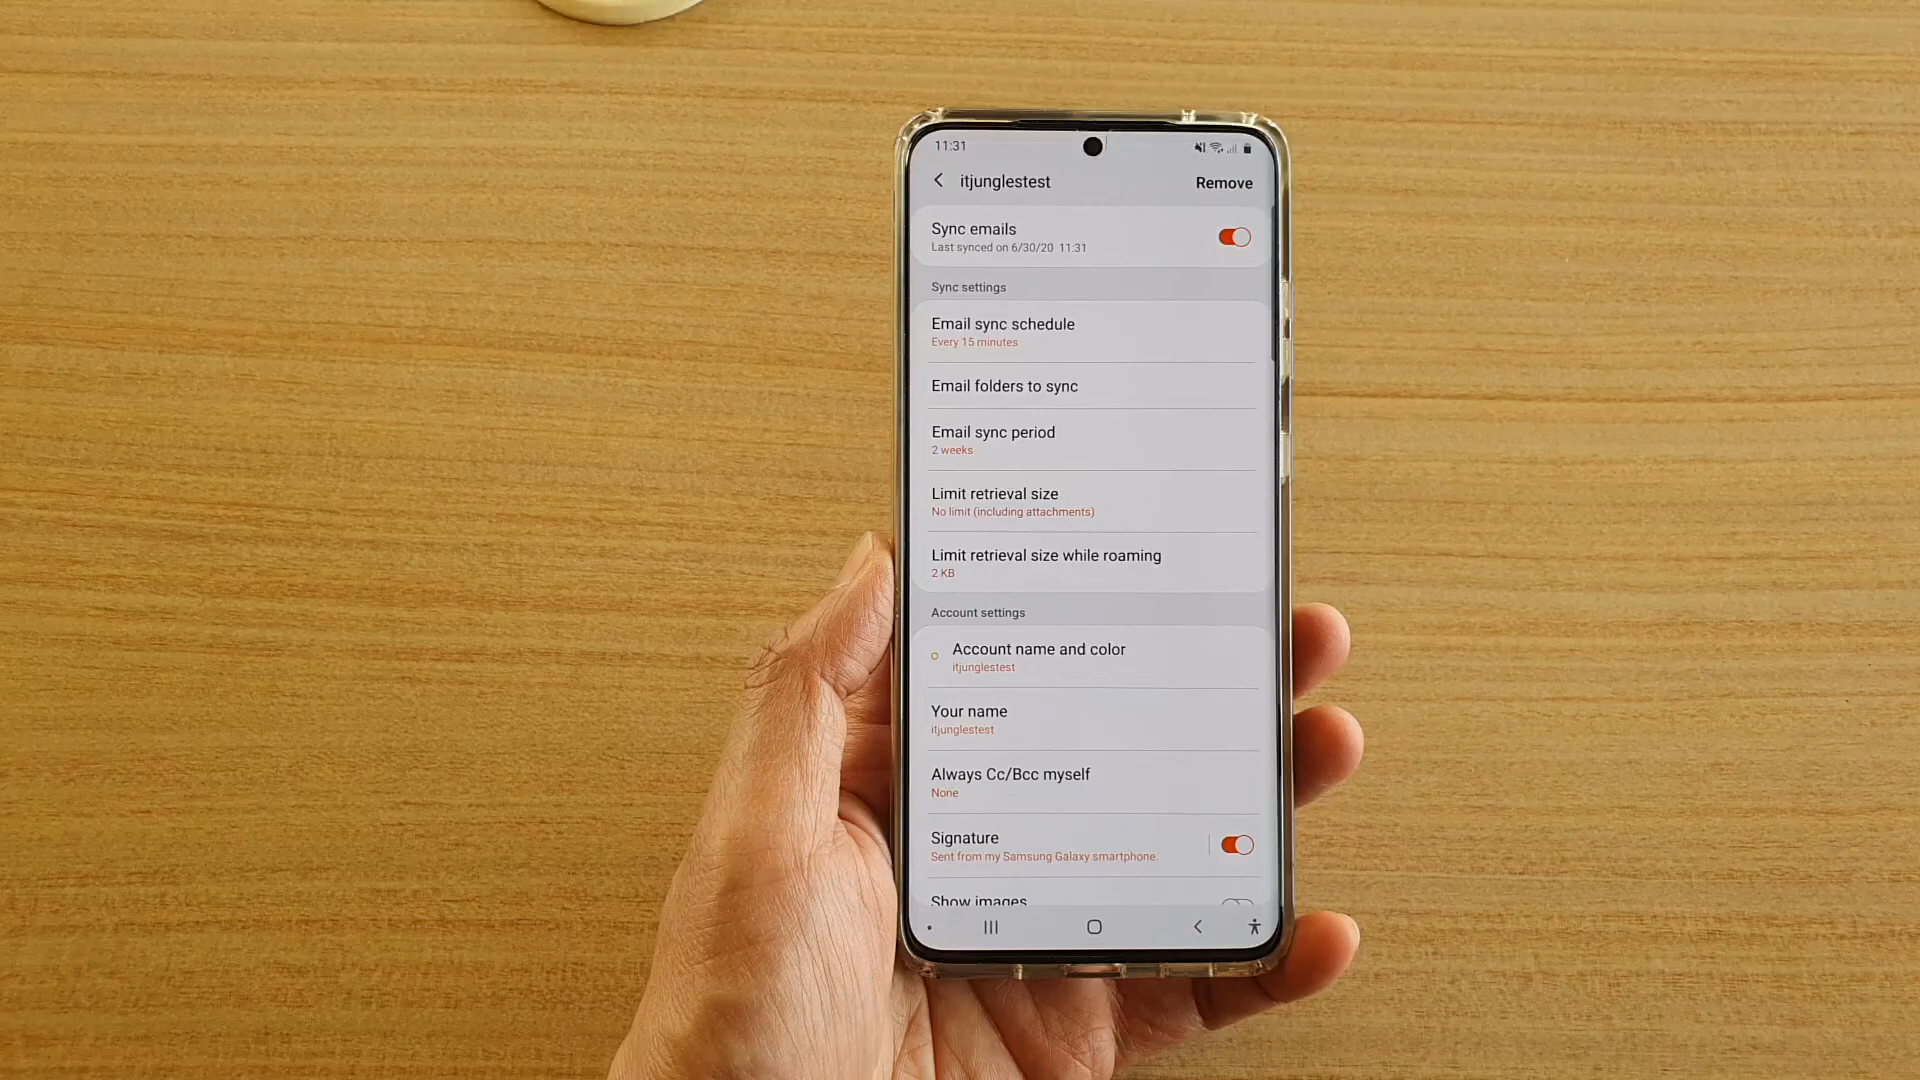 11:31
itjunglestest
Remove
Sync emails
Last synced on 6/30/20 11:31
Sync settings
Email sync schedule
Every 15 minutes
Email folders to sync
Email sync period
2 weeks
Limit retrieval size
No limit (including attachments)
Limit retrieval size while roaming
2 KB
Account settings
Account name and color
itjunglestest
Your name
itjunglestest
Always Cc/Bcc myself
None
Signature
Sent from my Samsung Galaxy smartphone.
Show images